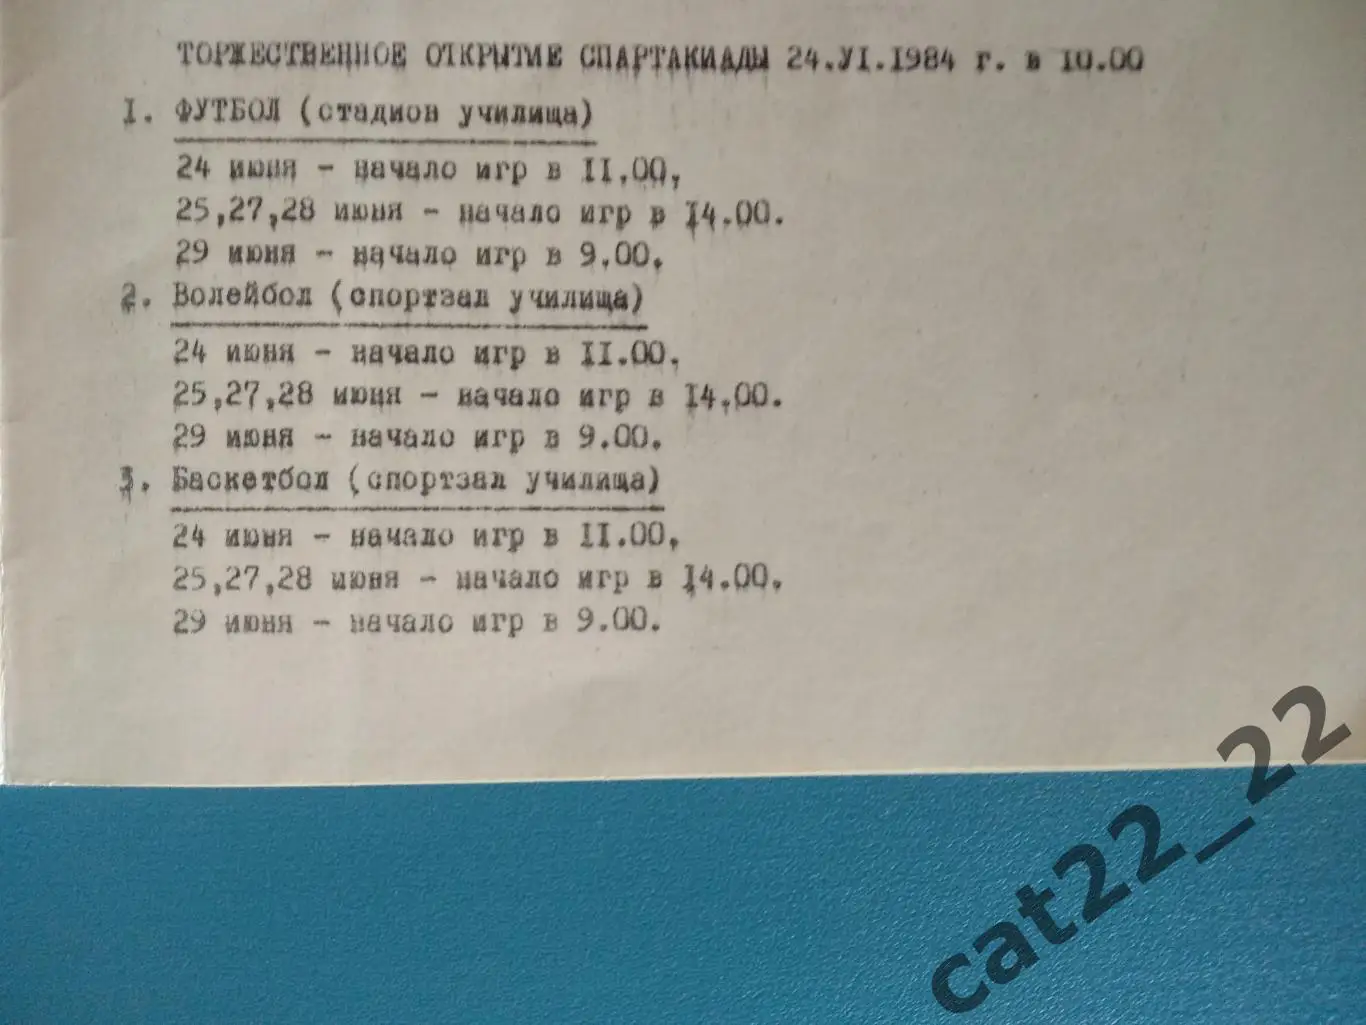 ТОРЖЕСТВЕННОЕ ОТКРЫТИЕ СПАРТАКИАДЫ 24.УІ.1984 г. в 10.00
1. ФУТБОЛ (стадион училища)
24 июня - начало игр в II.00,
25,27,28 июня - начало игр в I4.00.
29 июня - начало игр в 9.00.
2. Волейбол (спортзал училища)
24 июня - начало игр в II.00.
25,27,28 июня - начало игр в I4.00.
29 июня - начало игр в 9.00.
3. Баскетбол (спортзал училища)
24 июня - начало игр в II.00,
25,27,28 июня - начало игр в I4.00.
29 июня - начало игр в 9.00.
cat22_22